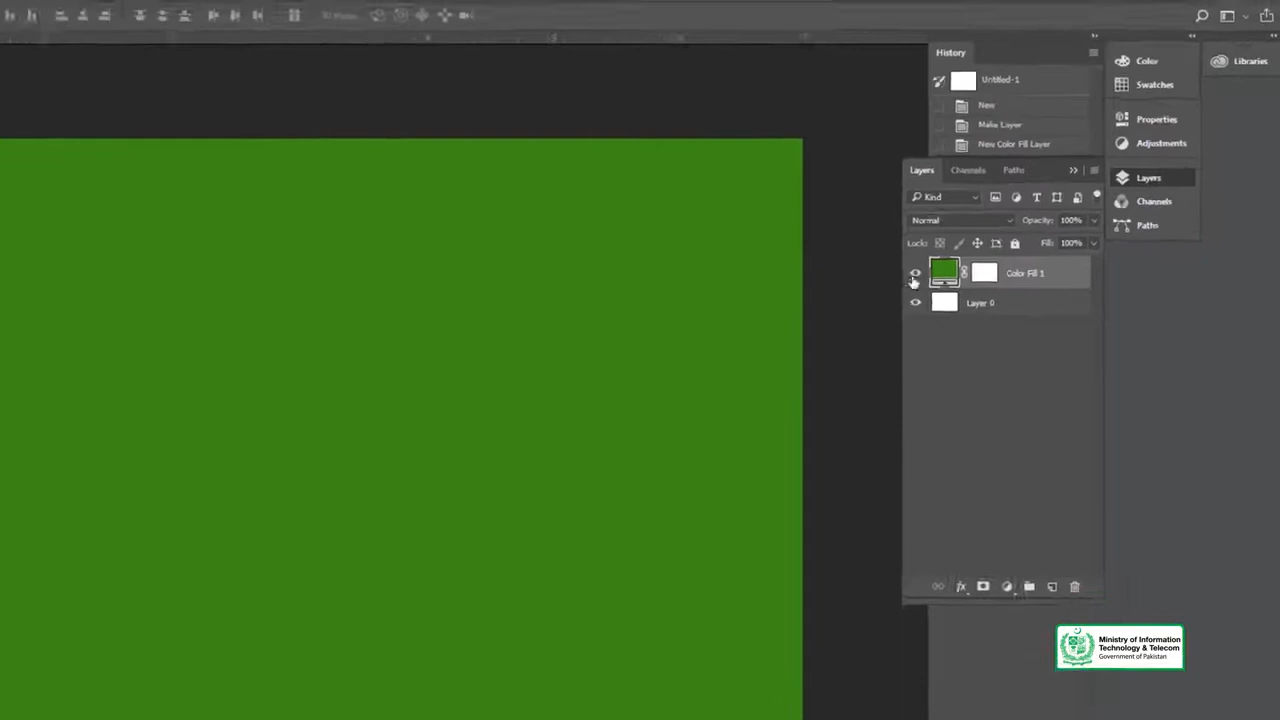 History
Untitled-1
New
Make Layer
New Color Fill Layer
Layers Channels Paths
Kind
Normal Opacity: 100%
Lock: Fill: 100%
Color Fill 1
Layer 0
Color
Swatches
Properties
Adjustments
Layers
Channels
Paths
Libraries
Ministry of Information
Technology & Telecom
Government of Pakistan